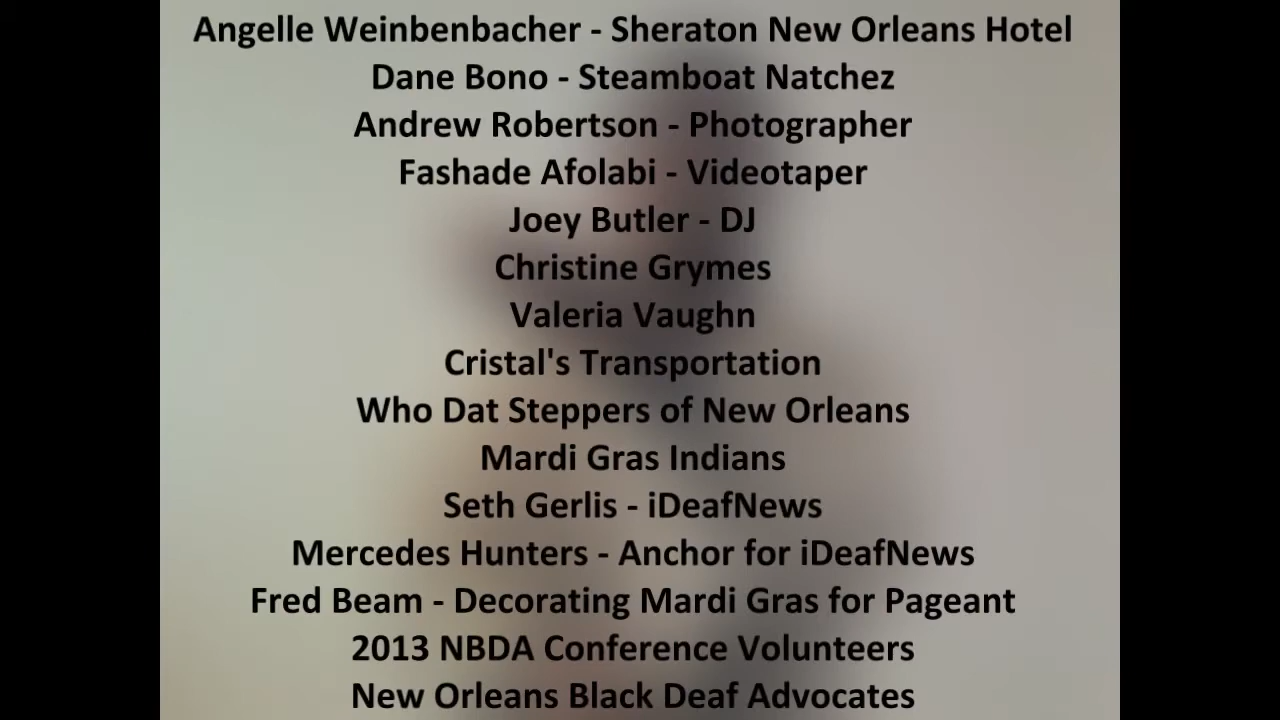 Angelle Weinbenbacher - Sheraton New Orleans Hotel
Dane Bono - Steamboat Natchez
Andrew Robertson - Photographer
Fashade Afolabi - Videotaper
Joey Butler - DJ
Christine Grymes
Valeria Vaughn
Cristal's Transportation
Who Dat Steppers of New Orleans
Mardi Gras Indians
Seth Gerlis - iDeafNews
Mercedes Hunters - Anchor for iDeafNews
Fred Beam - Decorating Mardi Gras for Pageant
2013 NBDA Conference Volunteers
New Orleans Black Deaf Advocates